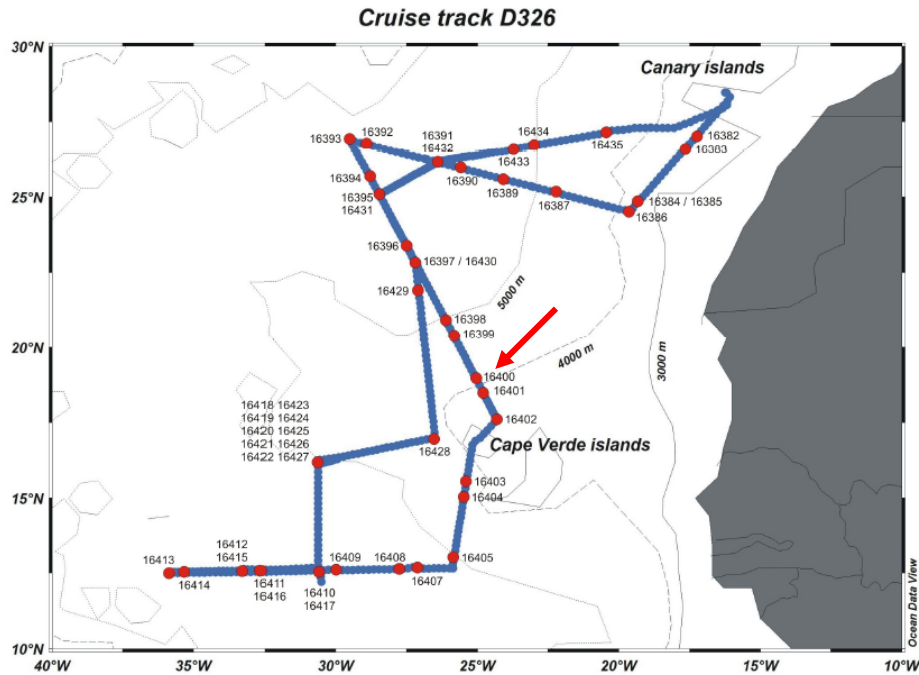 Cruise track D326
30°N
25°N
20°N
15°N
10°N
40°W
35°W
30°W
25°W
20°W
15°W
10°W
Canary islands
16382
16383
16384 / 16385
16386
16387
16389
16390
16391
16432
16392
16393
16394
16395
16431
16396
16397 / 16430
16429
16398
16399
16400
16401
16402
16433
16434
16435
5000 m
4000 m
3000 m
Cape Verde islands
16418 16423
16419 16424
16420 16425
16421 16426
16422 16427
16428
16403
16404
16405
16407
16408
16409
16410
16417
16411
16416
16412
16415
16413
16414
Ocean Data View